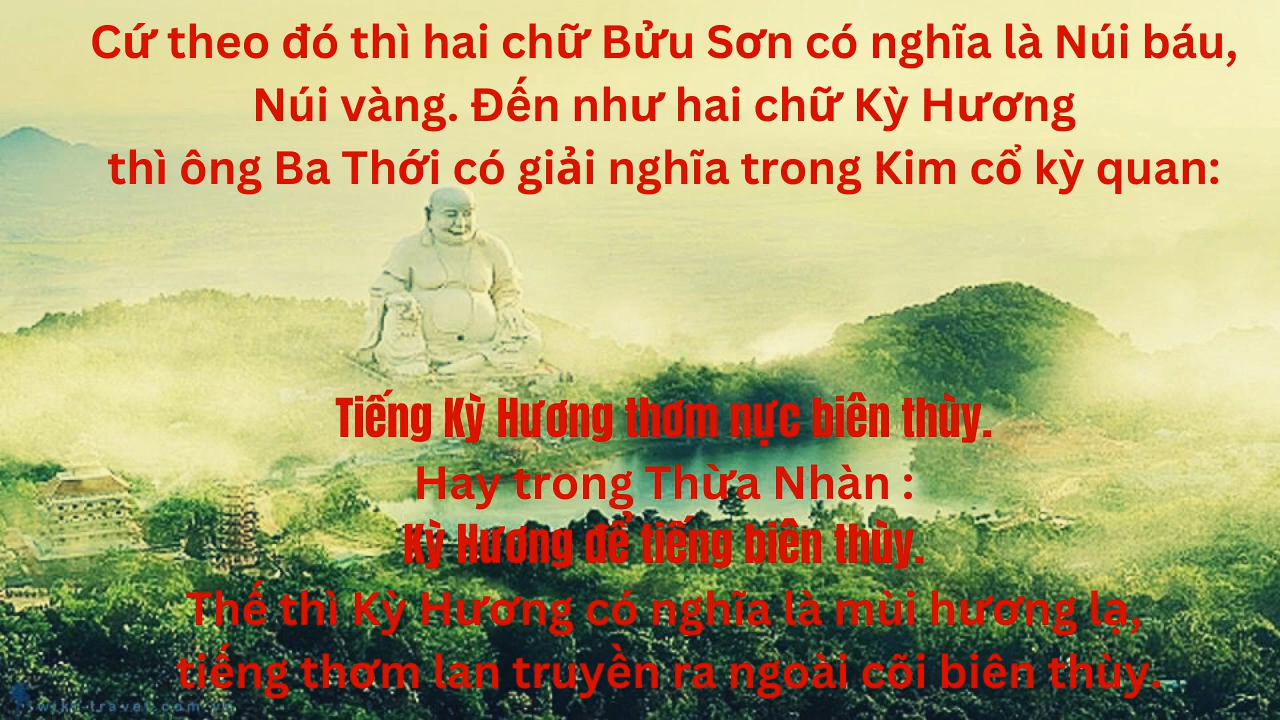 Cứ theo đó thì hai chữ Bửu Sơn có nghĩa là Núi báu,
Núi vàng. Đến như hai chữ Kỳ Hương
thì ông Ba Thới có giải nghĩa trong Kim cổ kỳ quan:
Tiếng Kỳ Hương thơm nực biên thùy.
Hay trong Thừa Nhàn :
Kỳ Hương để tiếng biên thùy.
Thế thì Kỳ Hương có nghĩa là mùi hương lạ,
tiếng thơm lan truyền ra ngoài cõi biên thùy.